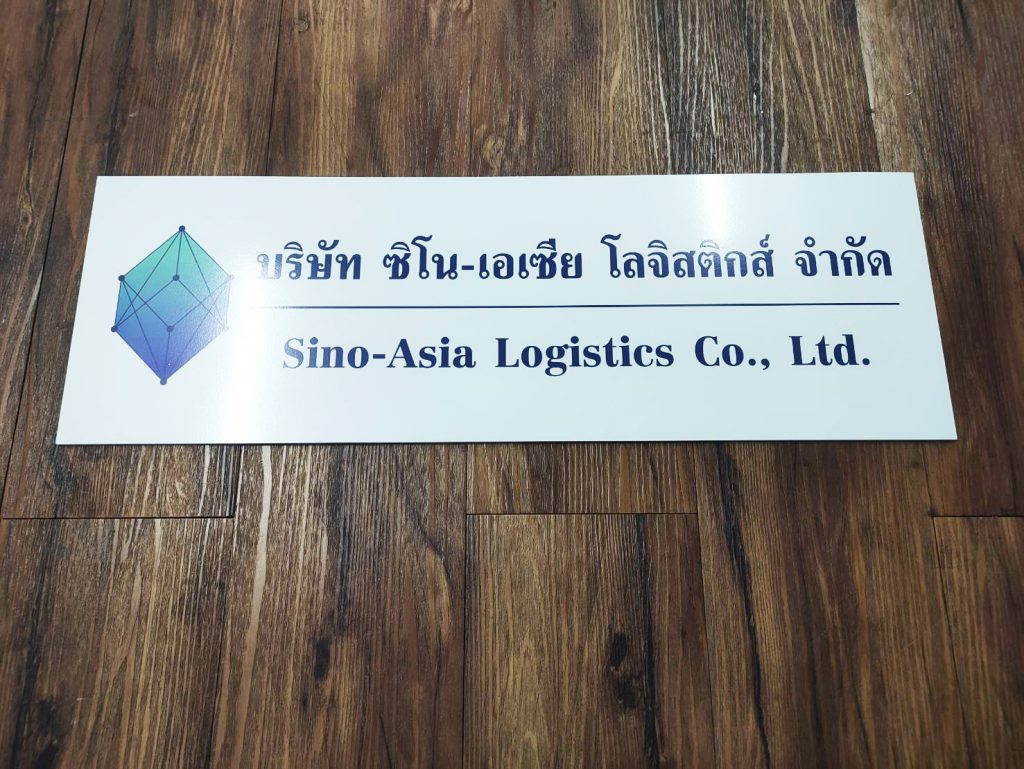 บริษัท ซิโน-เอเซีย โลจิสติกส์ จำกัด
Sino-Asia Logistics Co., Ltd.